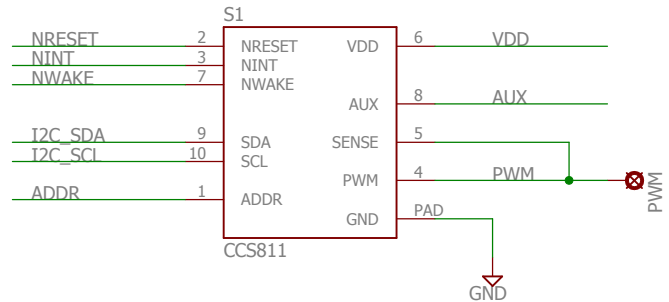 S1
NRESET 2 NRESET VDD 6 VDD
NINT 3 NINT
NWAKE 7 NWAKE
AUX 8 AUX
I2C_SDA 9 SDA SENSE 5
I2C_SCL 10 SCL
PWM 4 PWM
ADDR 1 ADDR
PWM
GND PAD
CCS811
GND